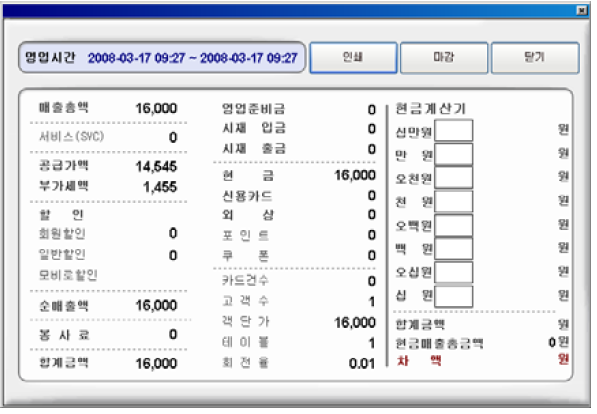 영업시간 2008-03-17 09:27 ~ 2008-03-17 09:27 인쇄 마감 닫기
매출총액 16,000
서비스(SVC) 0
공급가액 14,545
부가세액 1,455
할 인
회원할인 0
일반할인 0
모비로할인
순매출액 16,000
봉 사 료 0
합계금액 16,000
영업준비금 0
시재 입금 0
시재 출금 0
현 금 16,000
신용카드 0
외 상 0
포 인 트 0
쿠 폰 0
카드건수 0
고 객 수 1
객 단 가 16,000
테 이 블 1
회 전 율 0.01
현금계산기
십만원 원
만 원 원
오천원 원
천 원 원
오백원 원
백 원 원
오십원 원
십 원 원
합계금액 원
현금매출총금액 0 원
차 액 원